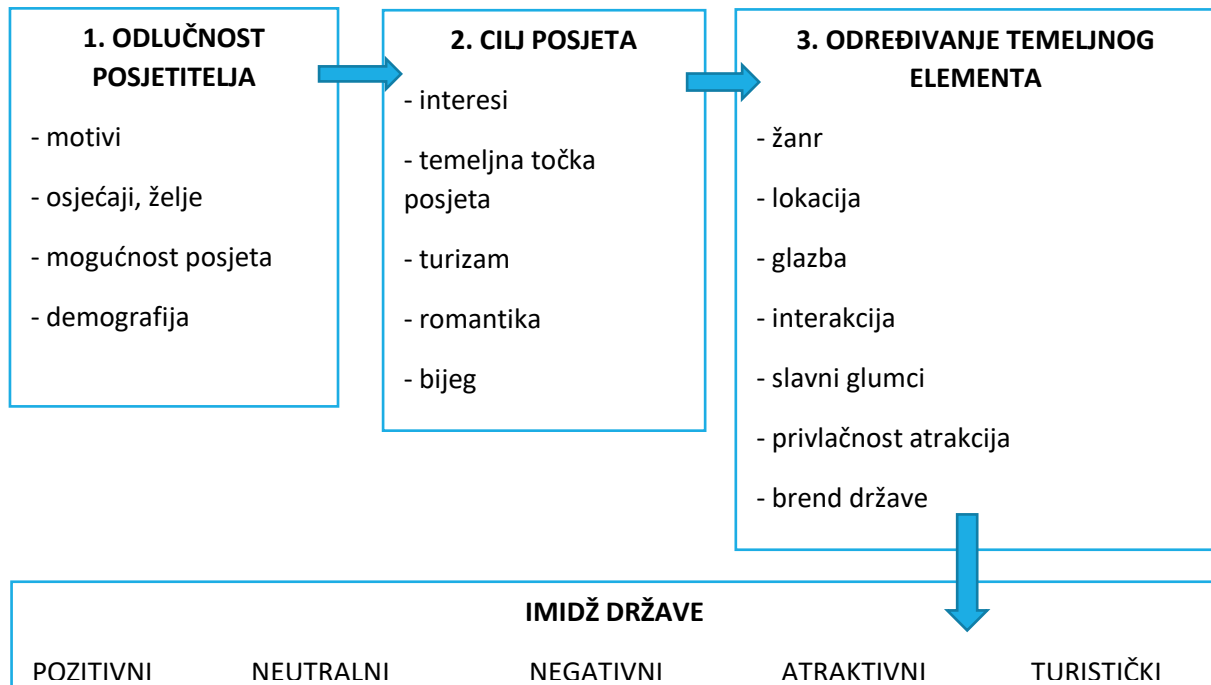 1. ODLUČNOST
POSJETITELJA
- motivi
- osjećaji, želje
- mogućnost posjeta
- demografija
2. CILJ POSJETA
- interesi
- temeljna točka
posjeta
- turizam
- romantika
- bijeg
3. ODREĐIVANJE TEMELJNOG
ELEMENTA
- žanr
- lokacija
- glazba
- interakcija
- slavni glumci
- privlačnost atrakcija
- brend države
IMIDŽ DRŽAVE
POZITIVNI NEUTRALNI NEGATIVNI ATRAKTIVNI TURISTIČKI